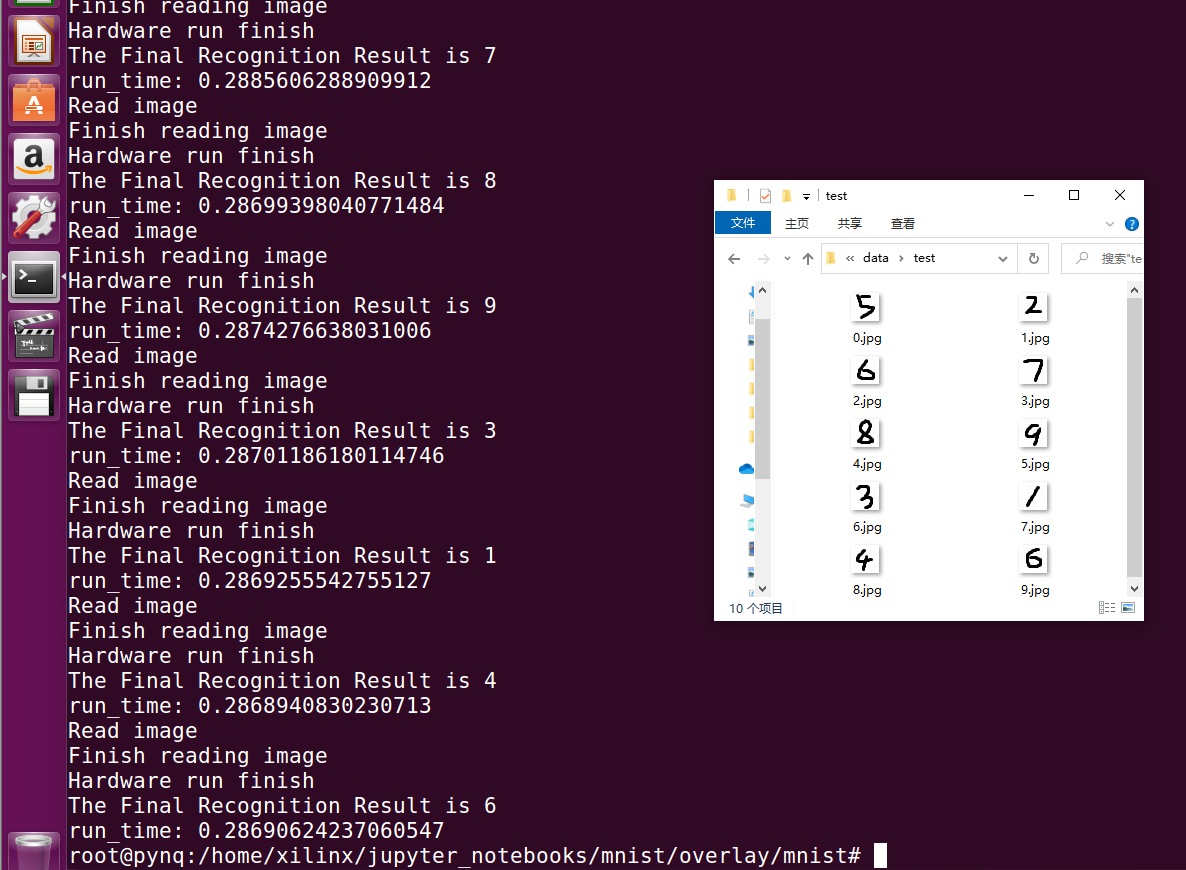 Finish reading image
Hardware run finish
The Final Recognition Result is 7
run_time: 0.2885606288909912
Read image
Finish reading image
Hardware run finish
The Final Recognition Result is 8
run_time: 0.28699398040771484
Read image
Finish reading image
Hardware run finish
The Final Recognition Result is 9
run_time: 0.2874276638031006
Read image
Finish reading image
Hardware run finish
The Final Recognition Result is 3
run_time: 0.28701186180114746
Read image
Finish reading image
Hardware run finish
The Final Recognition Result is 1
run_time: 0.2869255542755127
Read image
Finish reading image
Hardware run finish
The Final Recognition Result is 4
run_time: 0.2868940830230713
Read image
Finish reading image
Hardware run finish
The Final Recognition Result is 6
run_time: 0.28690624237060547
root@pynq:/home/xilinx/jupyter_notebooks/mnist/overlay/mnist#
test
文件 主页 共享 查看
« data › test 搜索"te
5 2
0.jpg 1.jpg
6 7
2.jpg 3.jpg
8 9
4.jpg 5.jpg
3 1
6.jpg 7.jpg
4 6
8.jpg 9.jpg
10 个项目